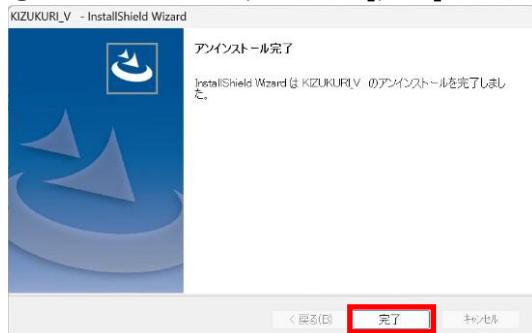 KIZUKURI_V - InstallShield Wizard
アンインストール完了
InstallShield Wizard は KIZUKURI_V のアンインストールを完了しまし
た。
< 戻る(B)
完了
キャンセル